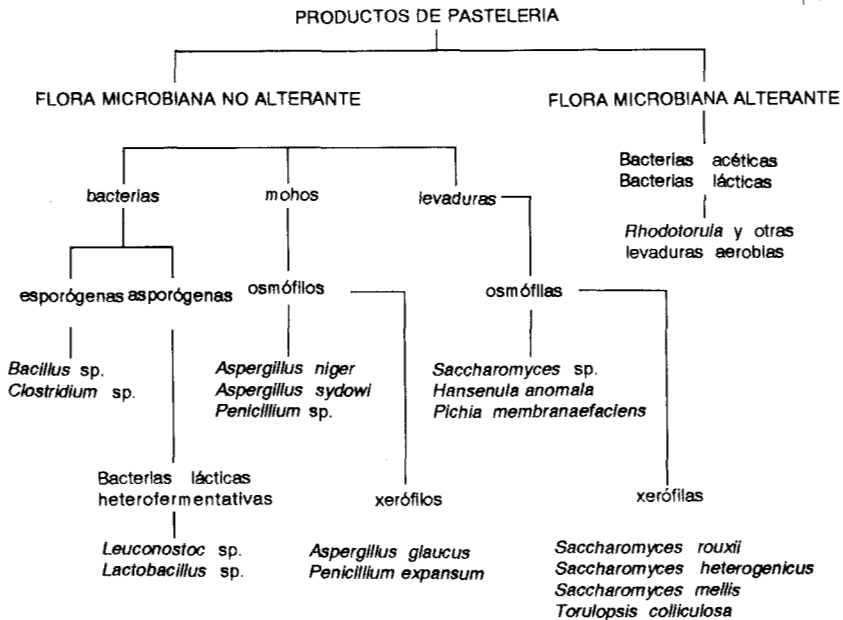 PRODUCTOS DE PASTELERIA
FLORA MICROBIANA NO ALTERANTE
FLORA MICROBIANA ALTERANTE
bacterias
mohos
levaduras
Bacterias acéticas
Bacterias lácticas
Rhodotorula y otras
levaduras aerobias
esporógenas
asporógenas
osmófilos
osmófilas
Bacillus sp.
Clostridium sp.
Aspergillus niger
Aspergillus sydowi
Penicillium sp.
Saccharomyces sp.
Hansenula anomala
Pichia membranaefaciens
Bacterias lácticas
heterofermentativas
xerófilos
xerófilas
Leuconostoc sp.
Lactobacillus sp.
Aspergillus glaucus
Penicillium expansum
Saccharomyces rouxii
Saccharomyces heterogenicus
Saccharomyces mellis
Torulopsis colliculosa